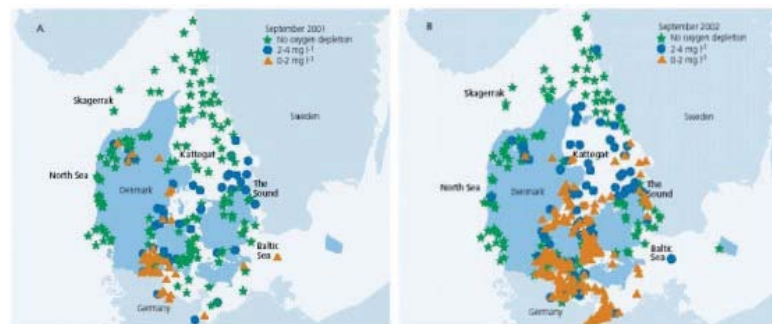 A
September 2001
No oxygen depletion
2-4 mg l-1
0-2 mg l-1
Skagerrak
Sweden
Kattegat
North Sea
Denmark
The Sound
Baltic Sea
Germany
B
September 2002
No oxygen depletion
2-4 mg l-1
0-2 mg l-1
Skagerrak
Sweden
Kattegat
North Sea
Denmark
The Sound
Baltic Sea
Germany